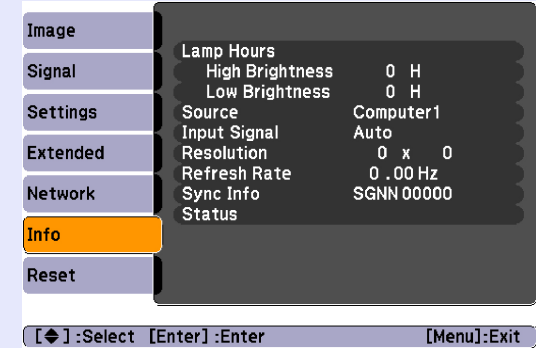 Image
Signal
Settings
Extended
Network
Info
Reset
Lamp Hours
High Brightness 0 H
Low Brightness 0 H
Source Computer1
Input Signal Auto
Resolution 0 x 0
Refresh Rate 0.00 Hz
Sync Info SGNN 00000
Status
[◆] :Select [Enter] :Enter [Menu]:Exit